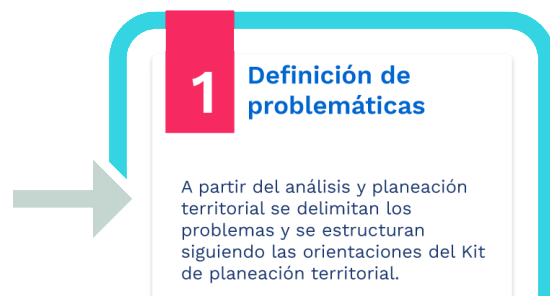 1
Definición de
problemáticas
A partir del análisis y planeación
territorial se delimitan los
problemas y se estructuran
siguiendo las orientaciones del Kit
de planeación territorial.